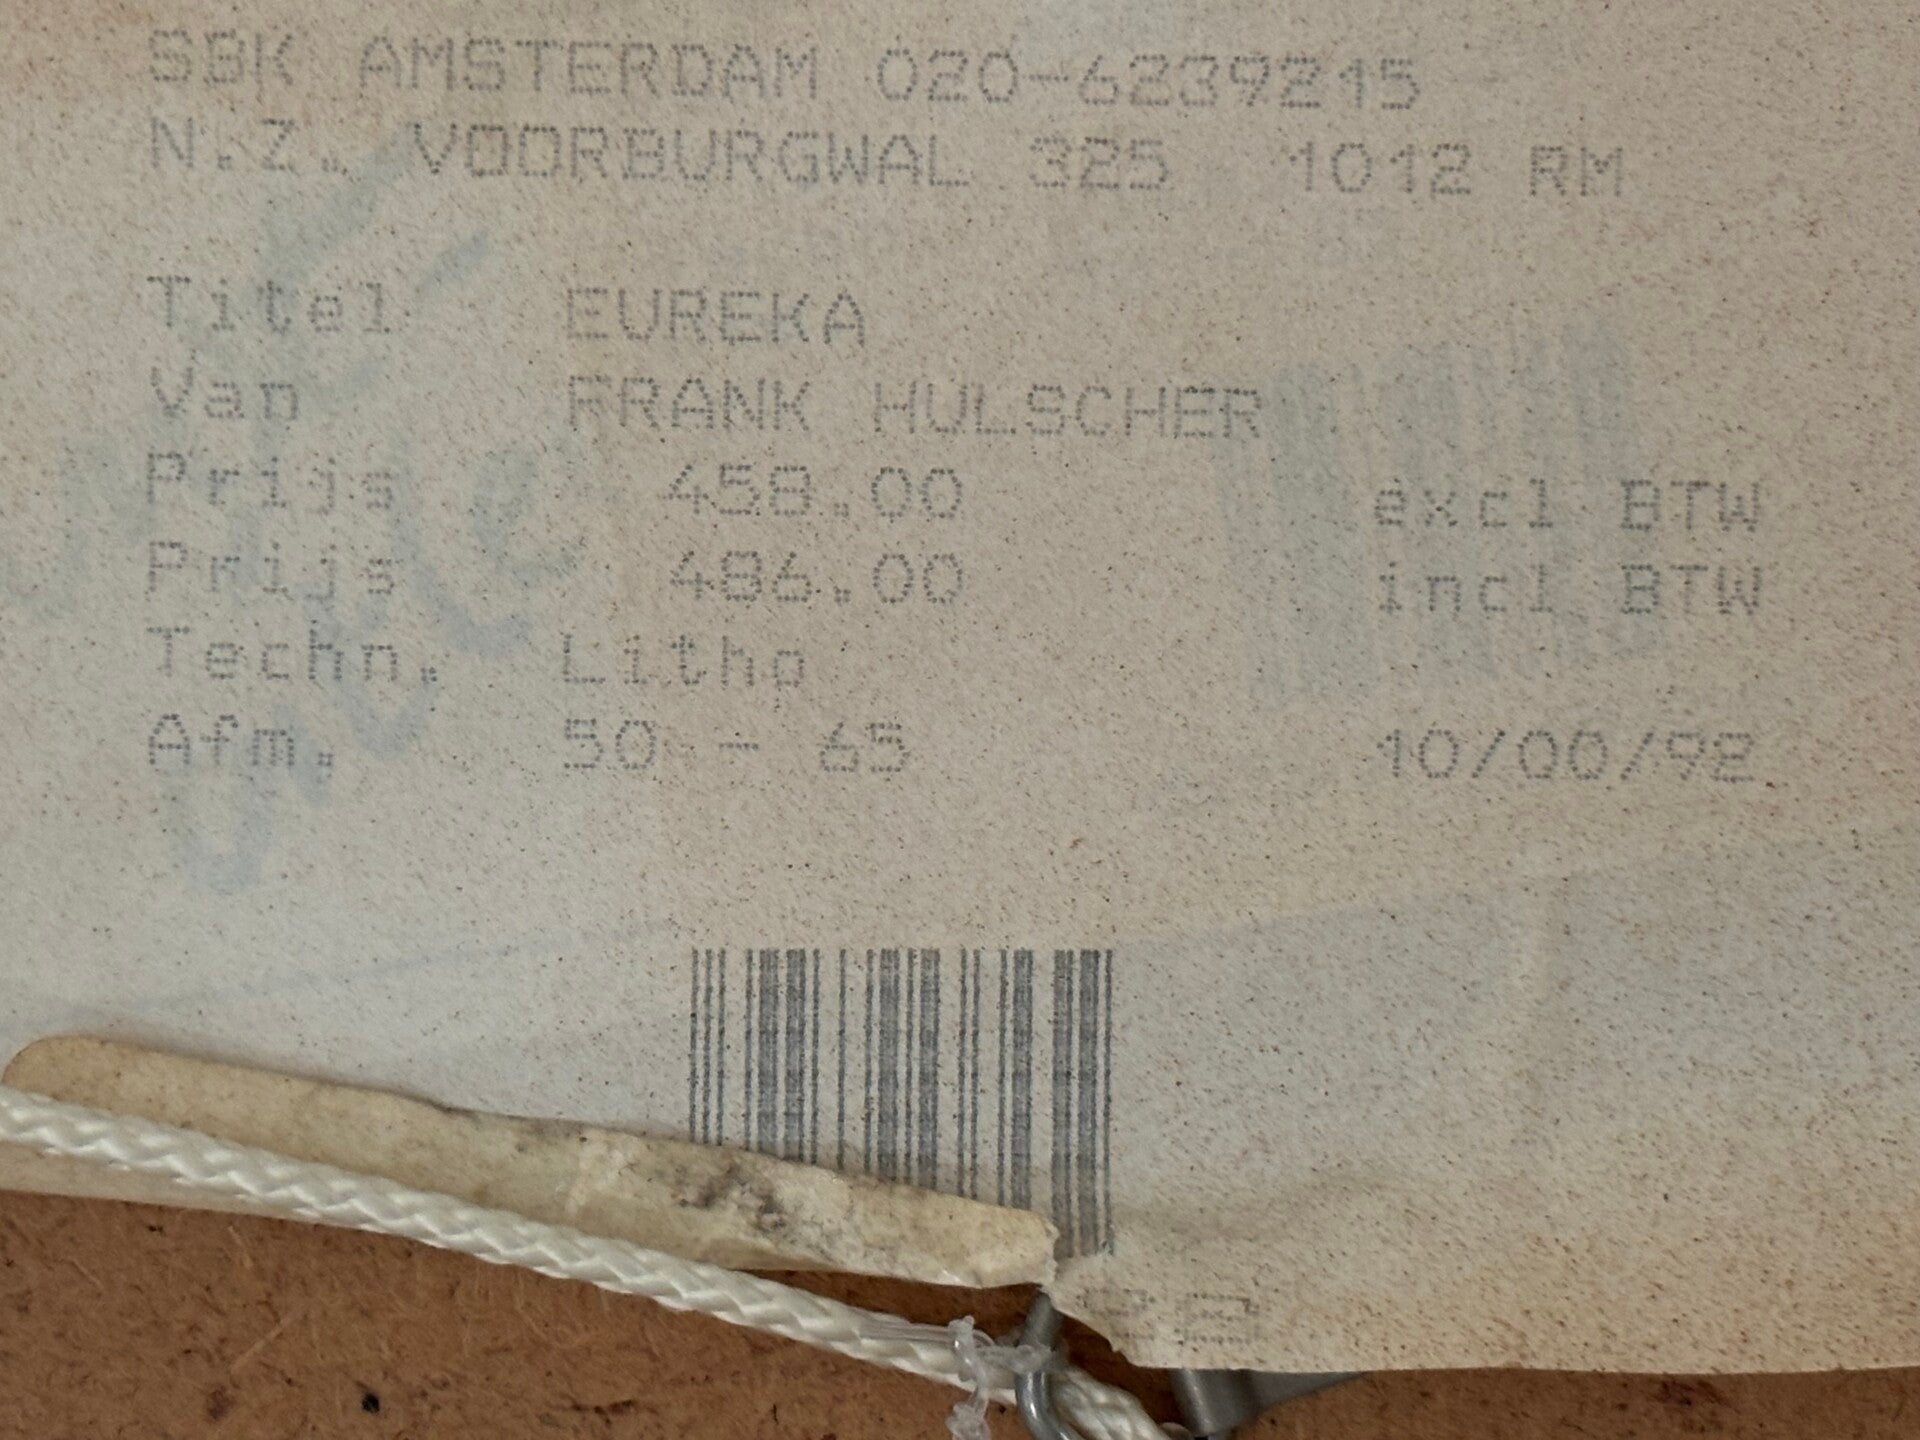 SBK AMSTERDAM 020-6239215
N.Z. VOORBURGWAL 325 1012 RM
Titel EUREKA
Van FRANK HULSCHER
Prijs 458.00 excl BTW
Prijs 486.00 incl BTW
Techn. Litho
Afm. 50 - 65 10/00/92